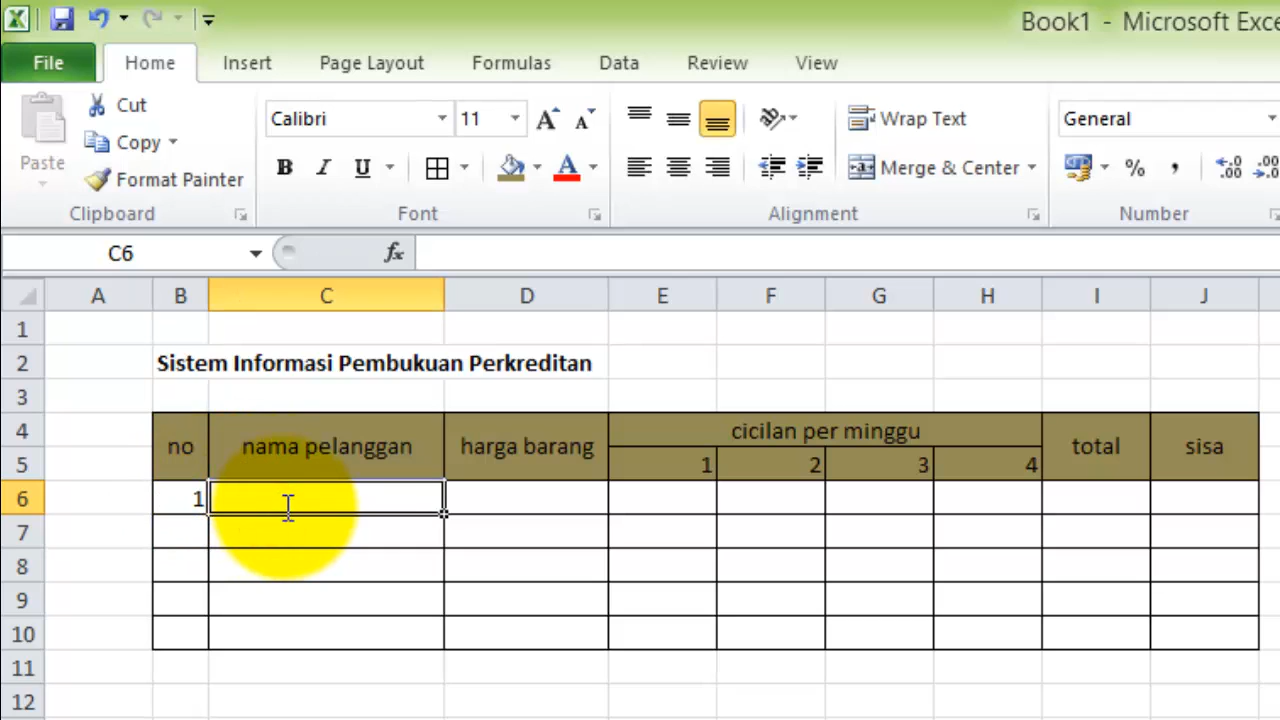 Book1 - Microsoft Exce
File Home Insert Page Layout Formulas Data Review View
Paste
Cut
Copy
Format Painter
Clipboard
Calibri 11
B I U A
Font
Wrap Text
Merge & Center
Alignment
General
% ,
Number
C6 fx
A B C D E F G H I J
1
2 Sistem Informasi Pembukuan Perkreditan
3
4 no nama pelanggan harga barang cicilan per minggu total sisa
5 1 2 3 4
6 1
7
8
9
10
11
12